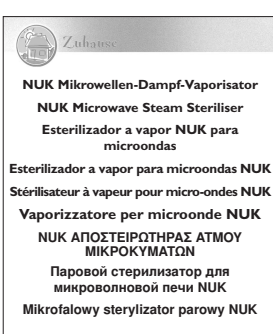 Zuhause
NUK Mikrowellen-Dampf-Vaporisator
NUK Microwave Steam Steriliser
Esterilizador a vapor NUK para
microondas
Esterilizador a vapor para microondas NUK
Stérilisateur à vapeur pour micro-ondes NUK
Vaporizzatore per microonde NUK
NUK ΑΠΟΣΤΕΙΡΩΤΗΡΑΣ ΑΤΜΟΥ
ΜΙΚΡΟΚΥΜΑΤΩΝ
Паровой стерилизатор для
микроволновой печи NUK
Mikrofalowy sterylizator parowy NUK